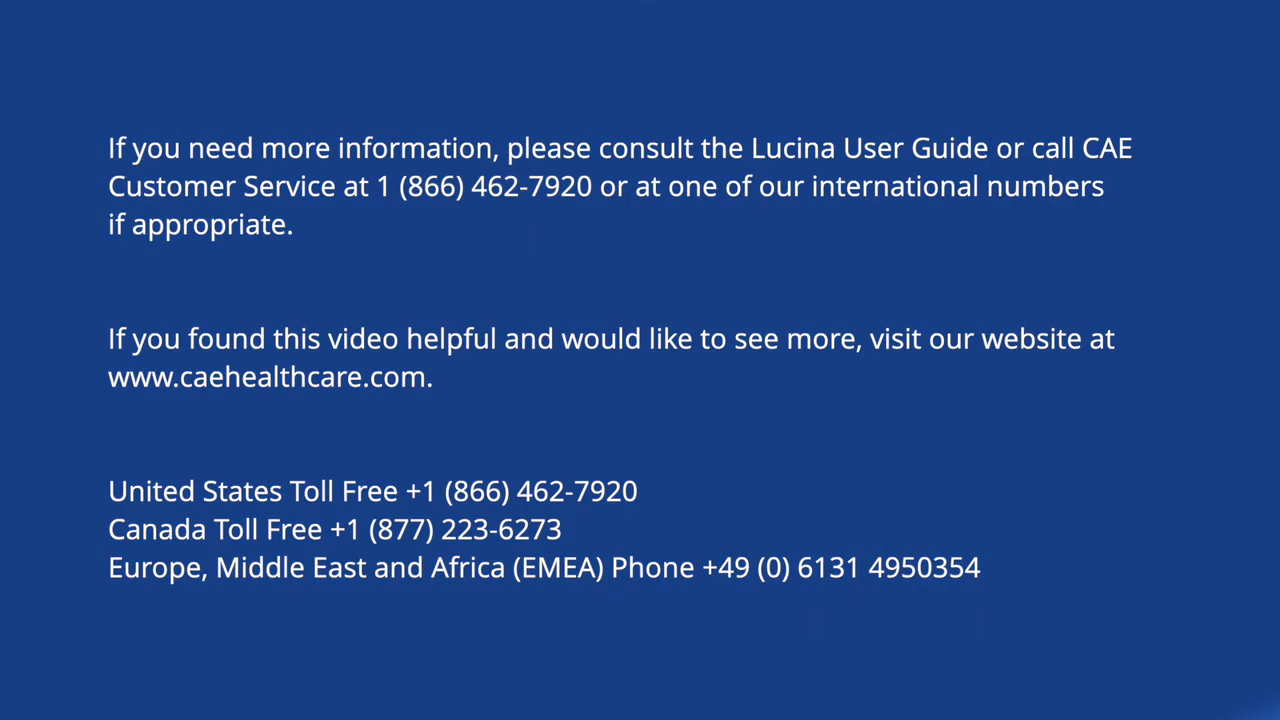 If you need more information, please consult the Lucina User Guide or call CAE
Customer Service at 1 (866) 462-7920 or at one of our international numbers
if appropriate.
If you found this video helpful and would like to see more, visit our website at
www.caehealthcare.com.
United States Toll Free +1 (866) 462-7920
Canada Toll Free +1 (877) 223-6273
Europe, Middle East and Africa (EMEA) Phone +49 (0) 6131 4950354